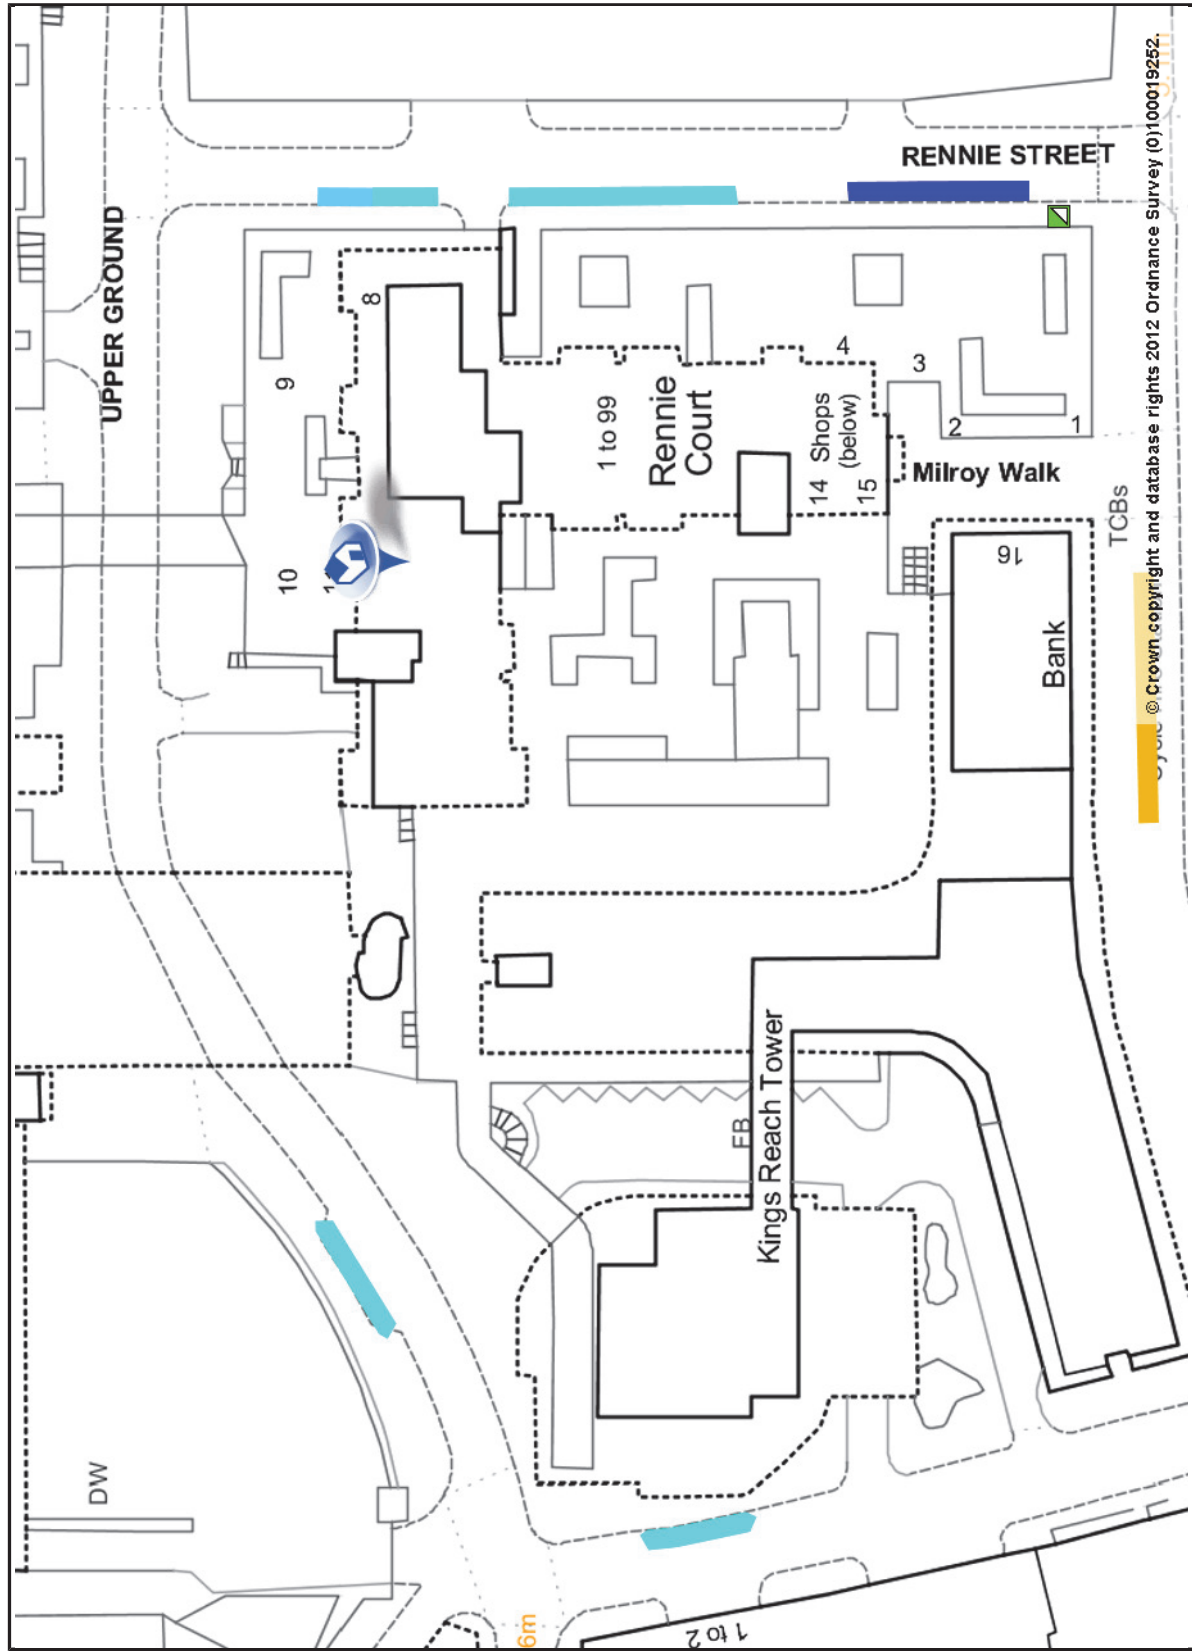 © Crown copyright and database rights 2012 Ordnance Survey (0)100019252.
RENNIE STREET
UPPER GROUND
8
9
4
3
1 to 99
Rennie
Court
Shops
(below)
14
15
2
1
Milroy Walk
TCBs
10
16
Bank
FB
Kings Reach Tower
DW
6m
1 to 2